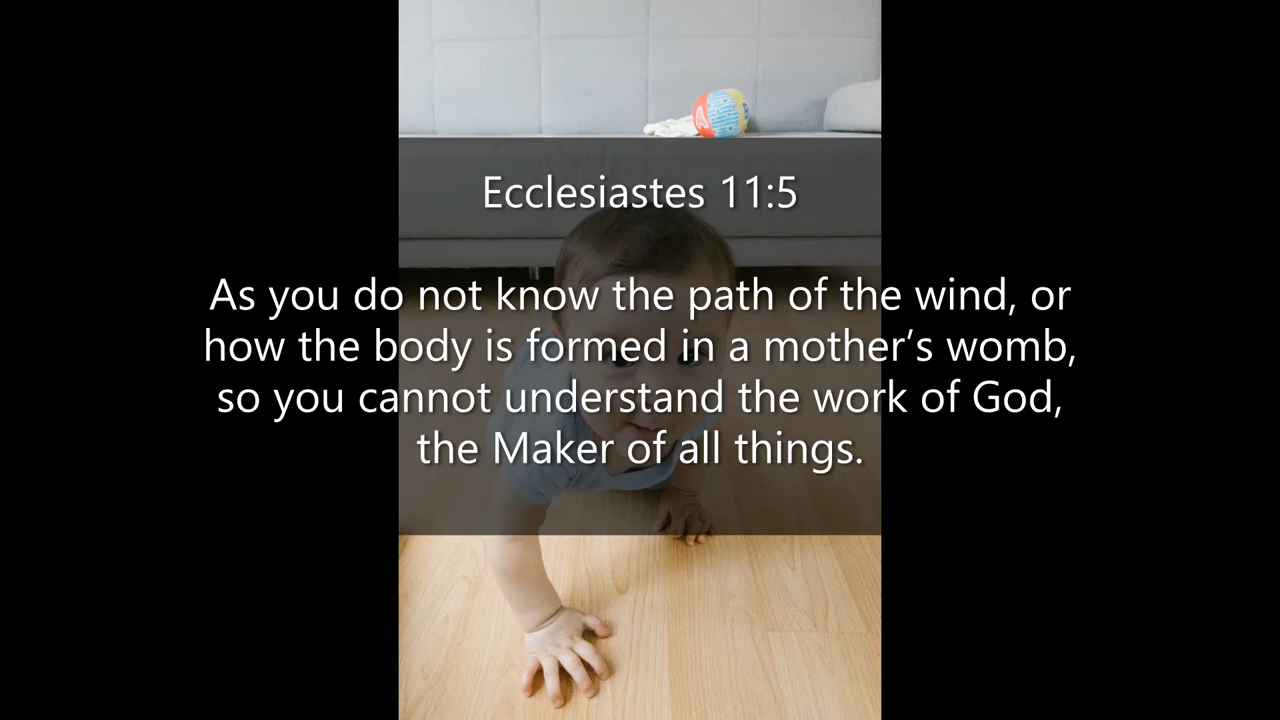 Ecclesiastes 11:5
As you do not know the path of the wind, or
how the body is formed in a mother’s womb,
so you cannot understand the work of God,
the Maker of all things.